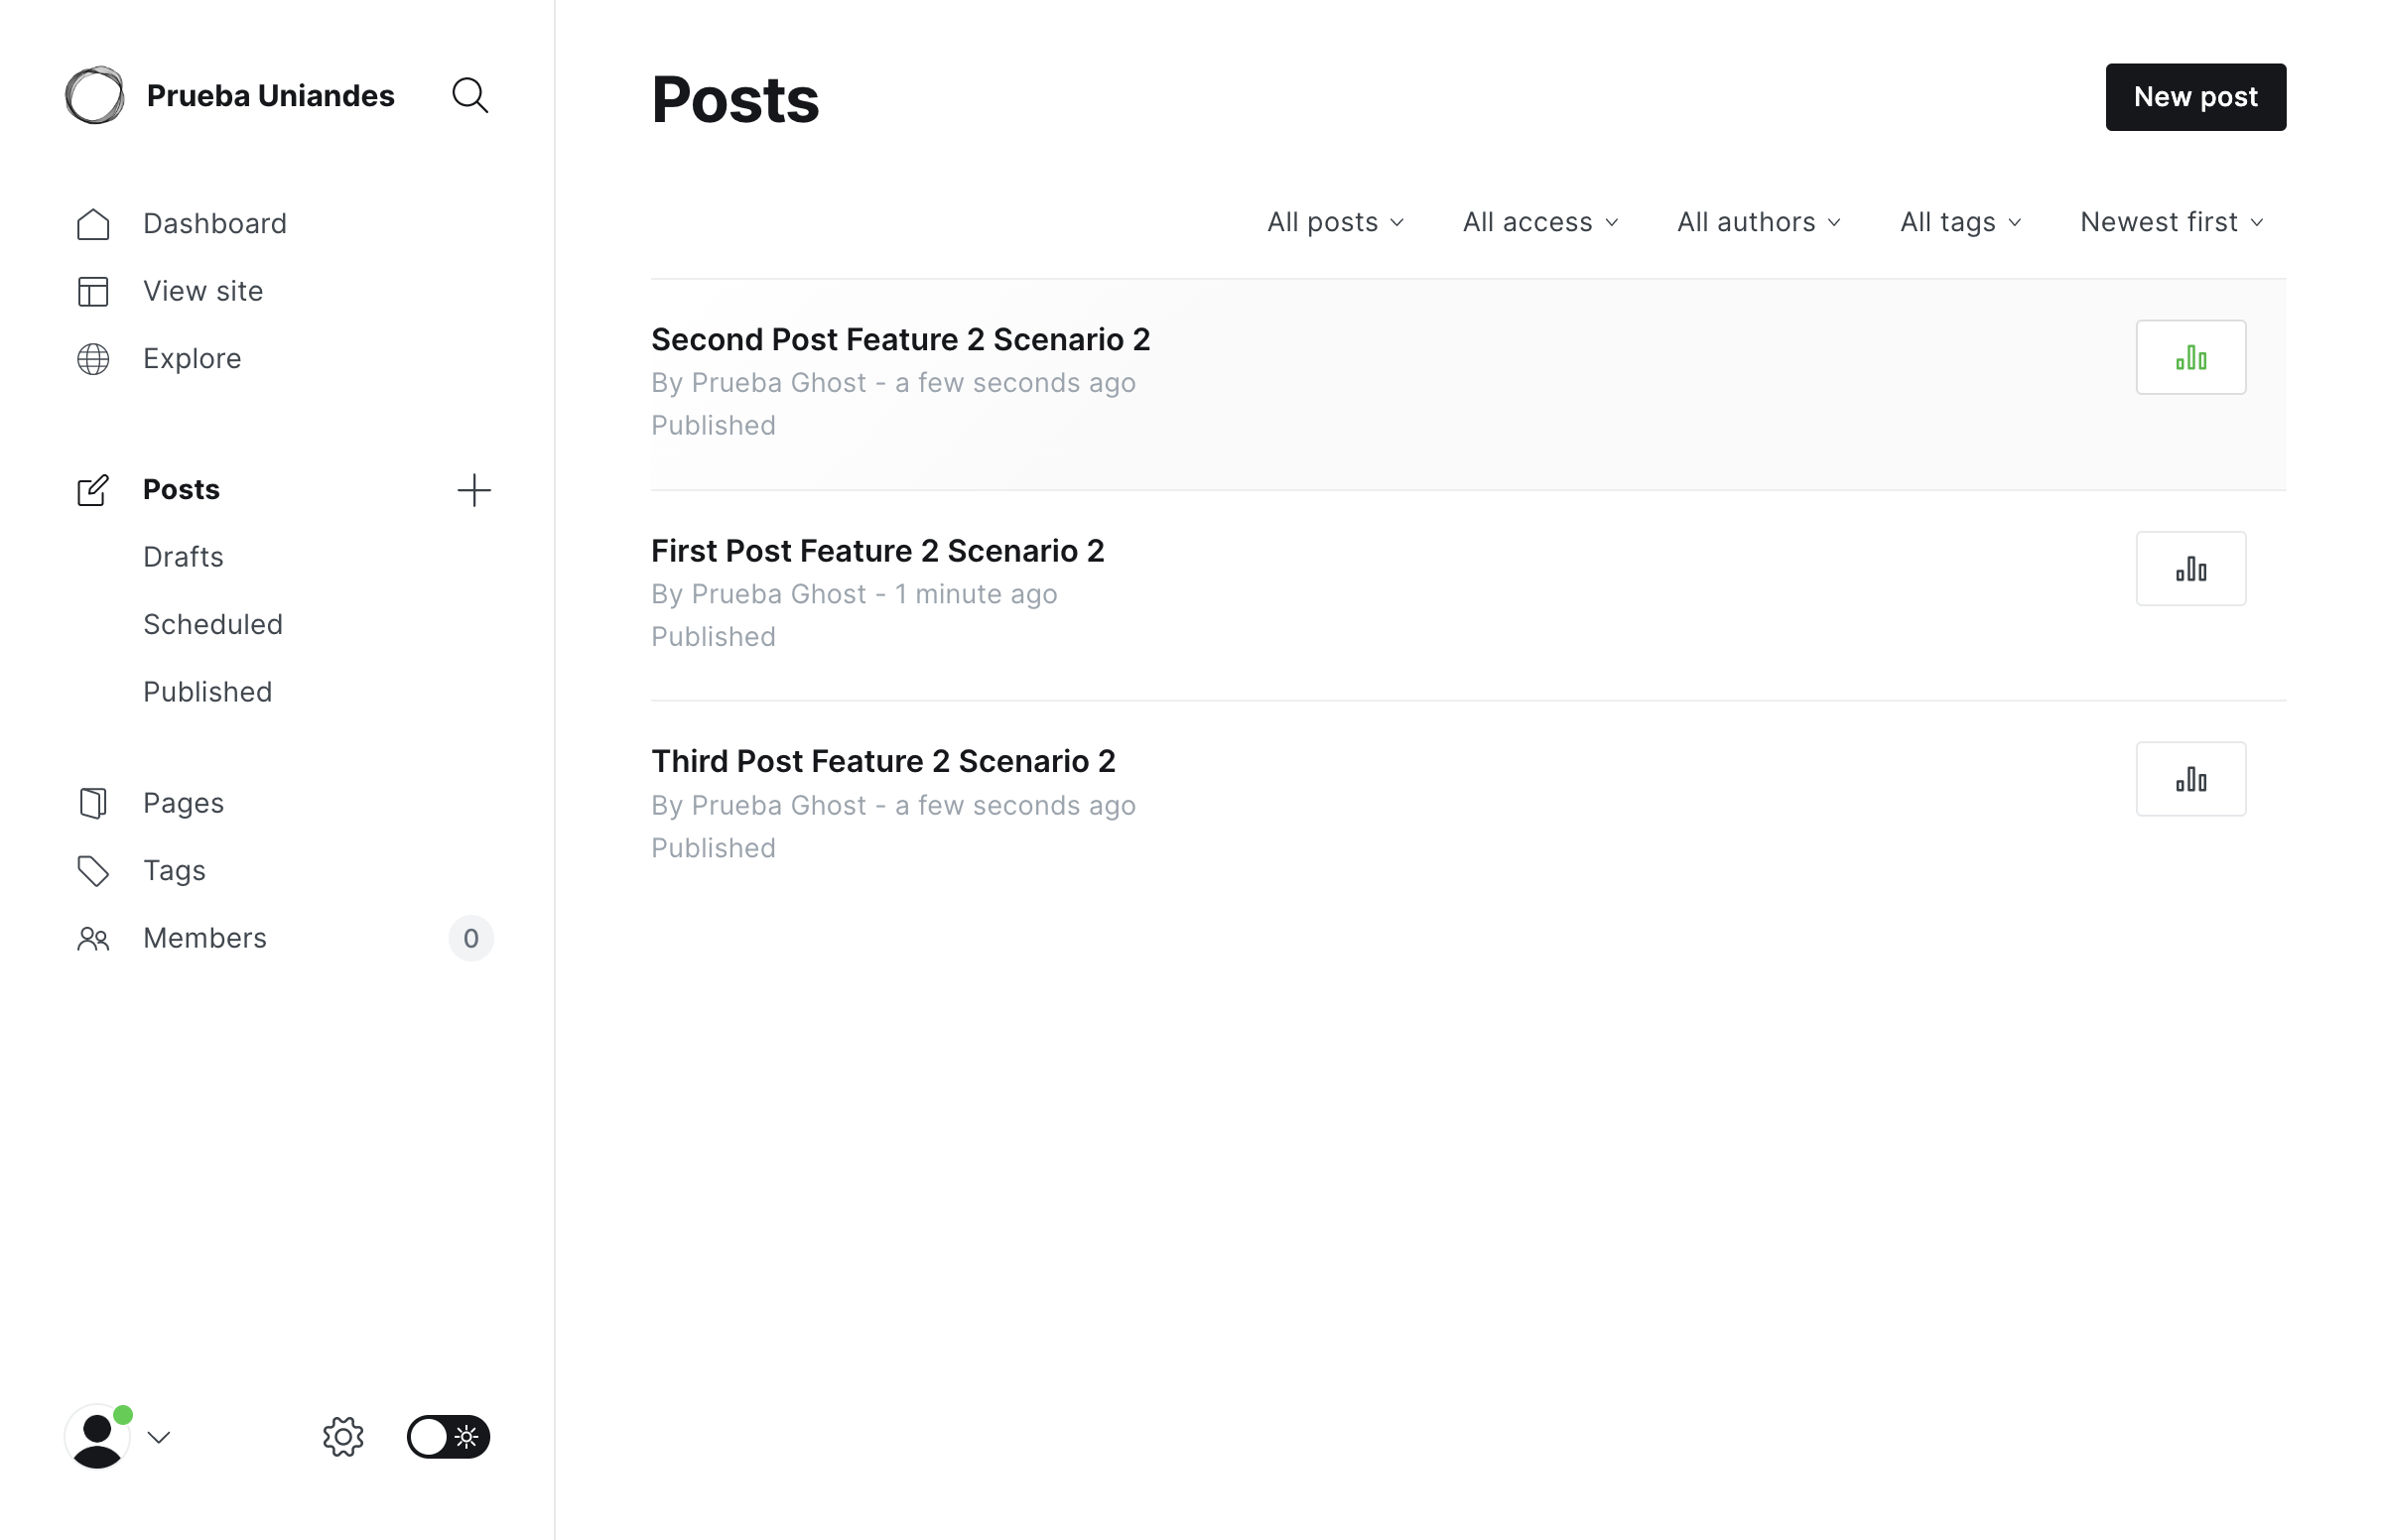 Prueba Uniandes
Dashboard
View site
Explore
Posts
Drafts
Scheduled
Published
Pages
Tags
Members 0
Posts
New post
All posts All access All authors All tags Newest first
Second Post Feature 2 Scenario 2
By Prueba Ghost - a few seconds ago
Published
First Post Feature 2 Scenario 2
By Prueba Ghost - 1 minute ago
Published
Third Post Feature 2 Scenario 2
By Prueba Ghost - a few seconds ago
Published